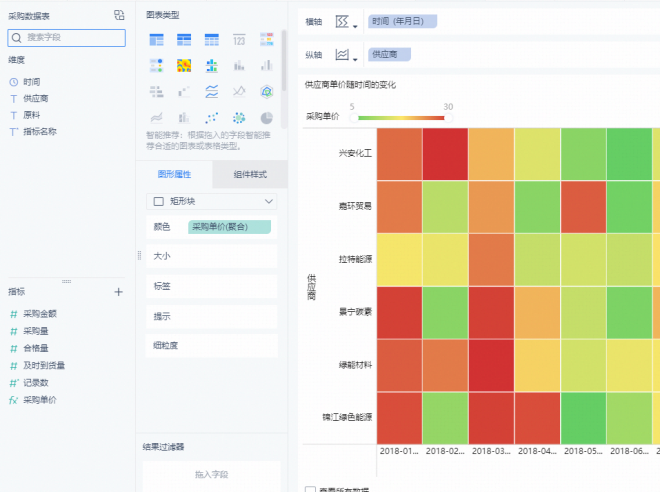 采购数据表
搜索字段
维度
时间
供应商
原料
指标名称
指标
采购金额
采购量
合格量
及时到货量
记录数
采购单价
图表类型
123
智能推荐：根据拖入的字段智能推
荐合适的图表或表格类型。
图形属性
组件样式
矩形块
颜色
采购单价(聚合)
大小
标签
提示
细粒度
结果过滤器
拖入字段
横轴
时间（年月日）
纵轴
供应商
供应商单价随时间的变化
采购单价
5
30
供应商
兴安化工
嘉环贸易
拉特能源
景宁碳素
绿能材料
锦江绿色能源
2018-01...
2018-02...
2018-03...
2018-04...
2018-05...
2018-06...
查看所有数据